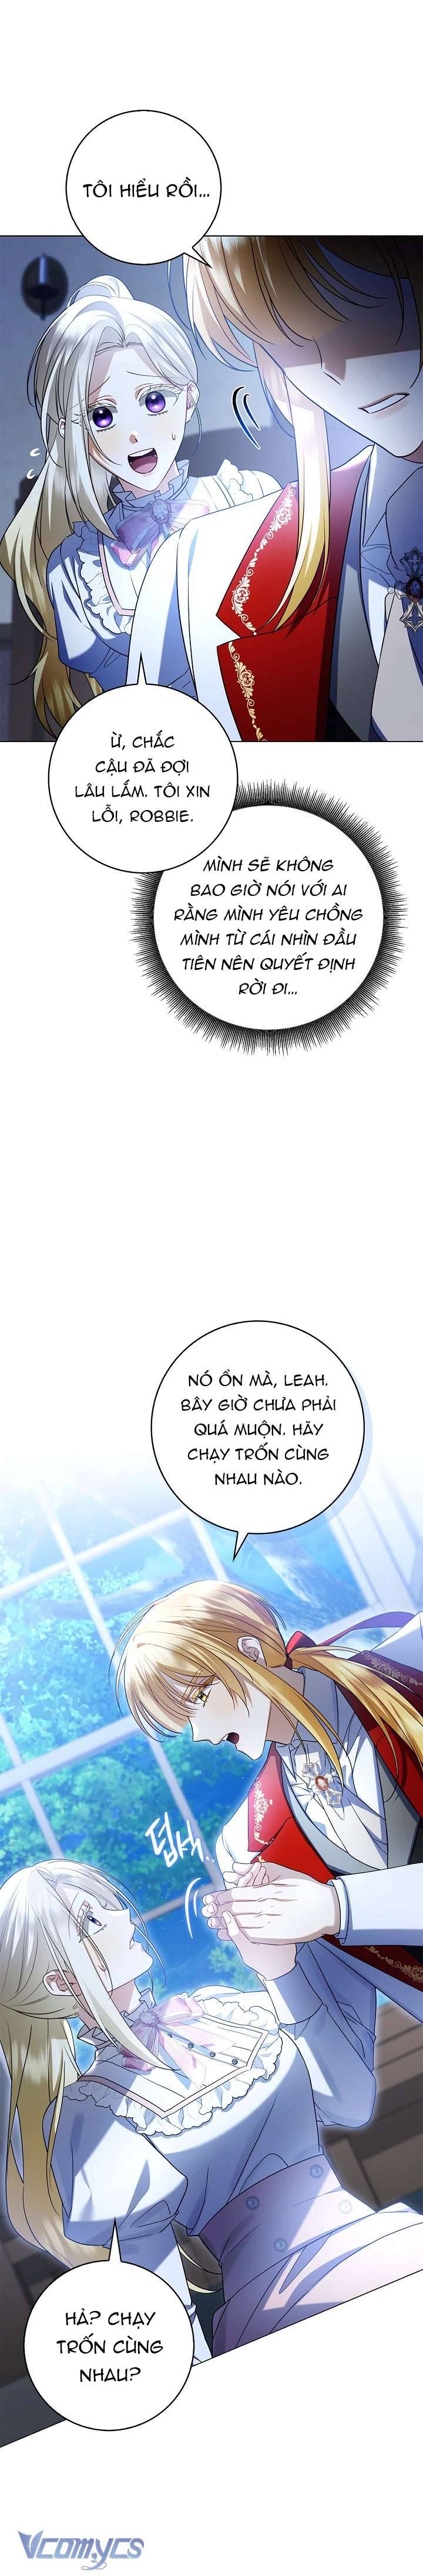 TÔI HIỂU RỒI...
Ừ, CHẮC
CẬU ĐÃ ĐỢI
LÂU LẮM. TÔI XIN
LỖI, ROBBIE.
MÌNH SẼ KHÔNG
BAO GIỜ NÓI VỚI AI
RẰNG MÌNH YÊU CHỒNG
MÌNH TỪ CÁI NHÌN ĐẦU
TIÊN NÊN QUYẾT ĐỊNH
RỜI ĐI...
NÓ ỔN MÀ, LEAH.
BÂY GIỜ CHƯA PHẢI
QUÁ MUỘN. HÃY
CHẠY TRỐN CÙNG
NHAU NÀO.
텁써..
HẢ? CHẠY
TRỐN CÙNG
NHAU?
VCOMYCS